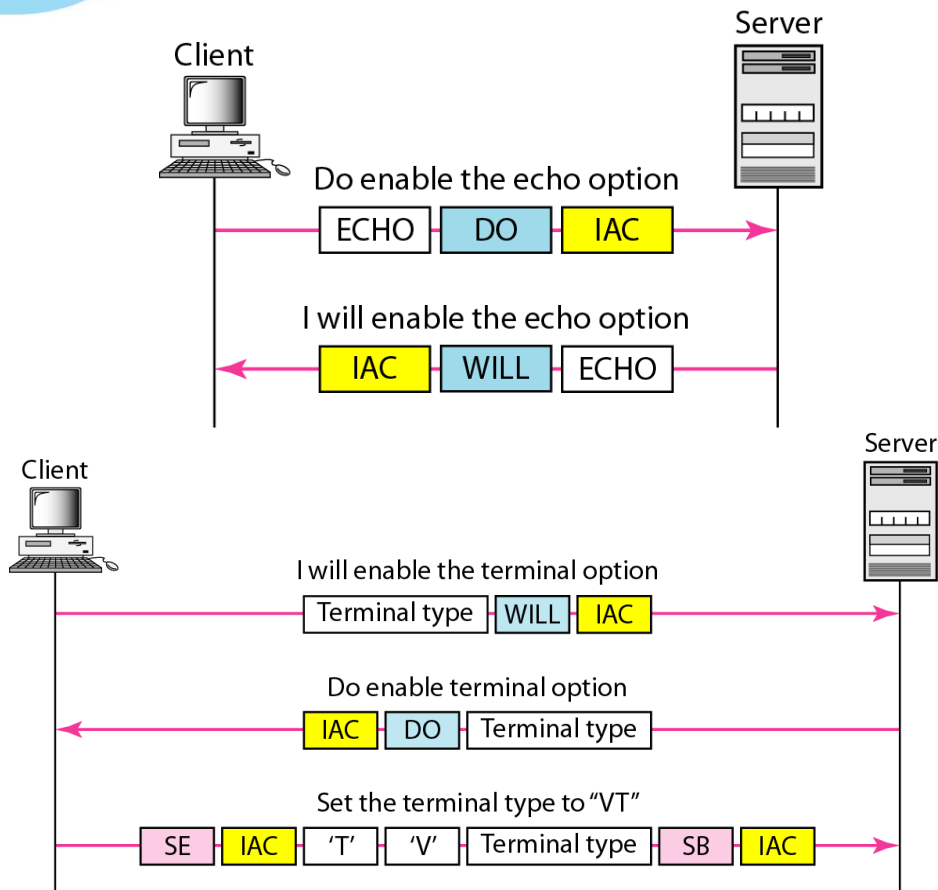 Server
Client
Do enable the echo option
ECHO DO IAC
I will enable the echo option
IAC WILL ECHO
Server
Client
I will enable the terminal option
Terminal type WILL IAC
Do enable terminal option
IAC DO Terminal type
Set the terminal type to “VT”
SE IAC ‘T’ ‘V’ Terminal type SB IAC